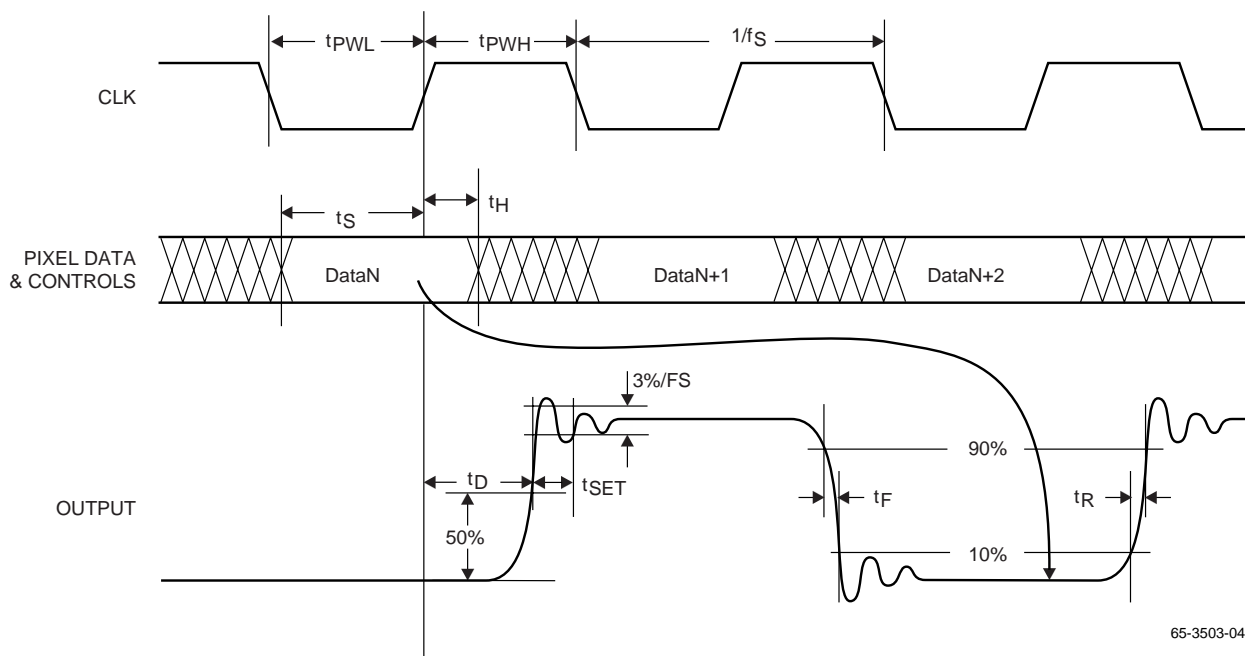 tPWL
tPWH
1/fS
CLK
tS
tH
PIXEL DATA
& CONTROLS
DataN
DataN+1
DataN+2
3%/FS
90%
tD
tSET
tF
tR
OUTPUT
50%
10%
65-3503-04